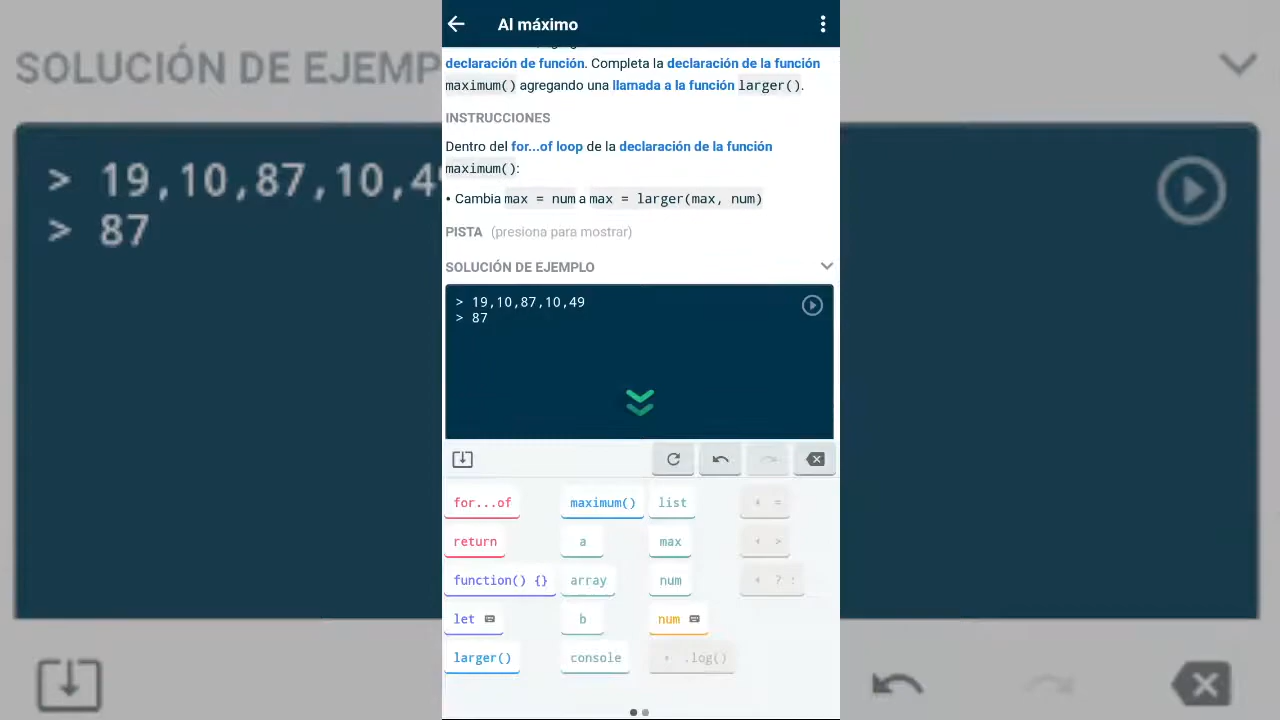 Al máximo
declaración de función. Completa la declaración de la función
maximum() agregando una llamada a la función larger().
INSTRUCCIONES
Dentro del for...of loop de la declaración de la función
maximum():
• Cambia max = num a max = larger(max, num)
PISTA (presiona para mostrar)
SOLUCIÓN DE EJEMPLO
> 19,10,87,10,49
> 87
for...of maximum() list =
return a max >
function() {} array num ? :
let b num
larger() console .log()
SOLUCIÓN DE EJEMP
> 19,10,87,10,4
> 87